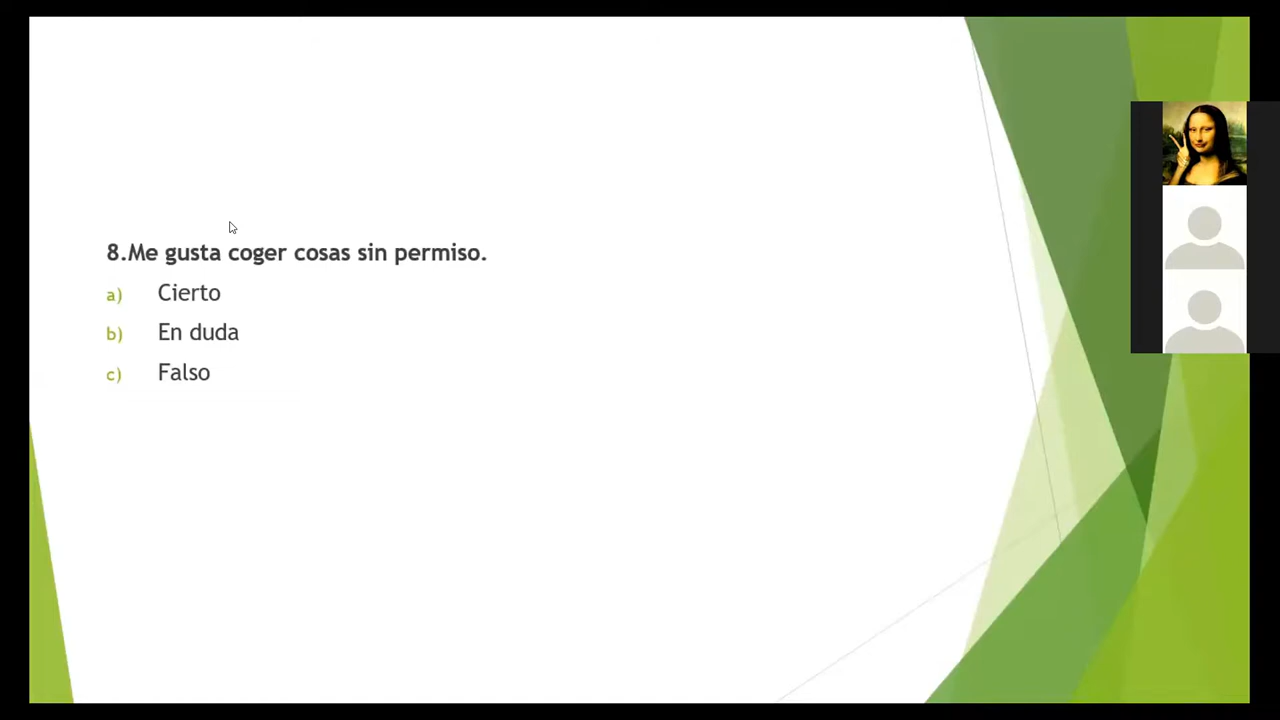 8.Me gusta coger cosas sin permiso.
a) Cierto
b) En duda
c) Falso